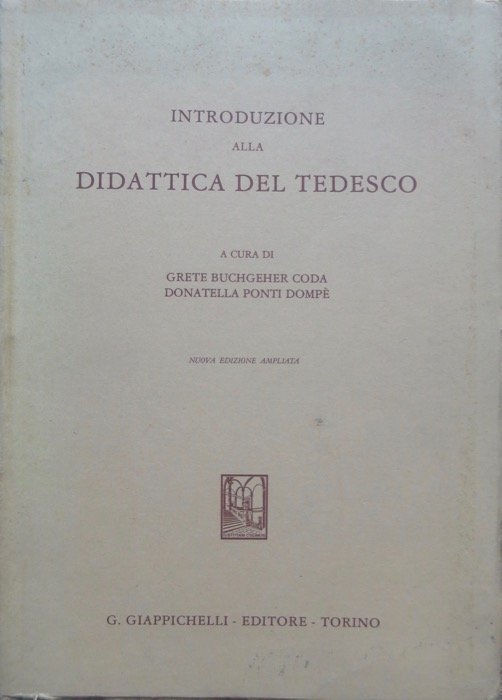 INTRODUZIONE
ALLA
DIDATTICA DEL TEDESCO
A CURA DI
GRETE BUCHGEHER CODA
DONATELLA PONTI DOMPÈ
NUOVA EDIZIONE AMPLIATA
G. GIAPPICHELLI - EDITORE - TORINO